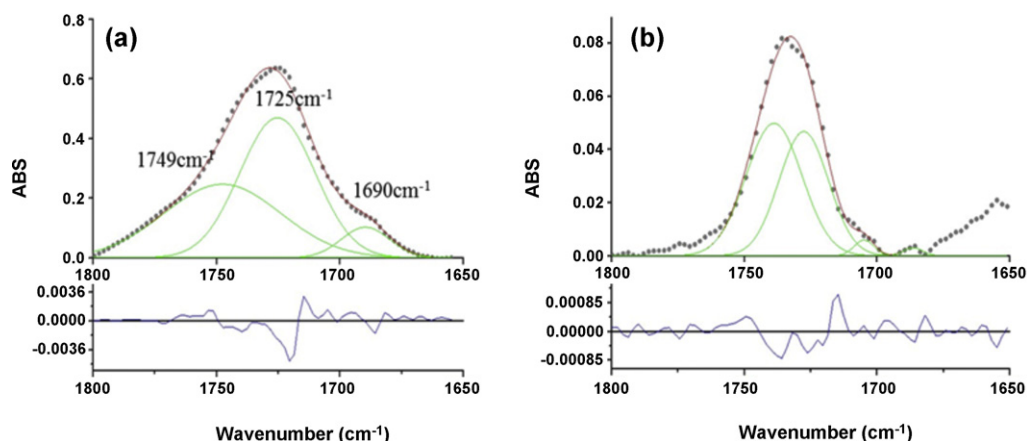 (a)
0.8
0.6
0.4
0.2
0.0
ABS
1725cm-1
1749cm-1
1690cm-1
1800 1750 1700 1650
0.0036
0.0000
-0.0036
1800 1750 1700 1650
Wavenumber (cm-1)
(b)
0.08
0.06
0.04
0.02
0.00
ABS
1800 1750 1700 1650
0.00085
0.00000
-0.00085
1800 1750 1700 1650
Wavenumber (cm-1)